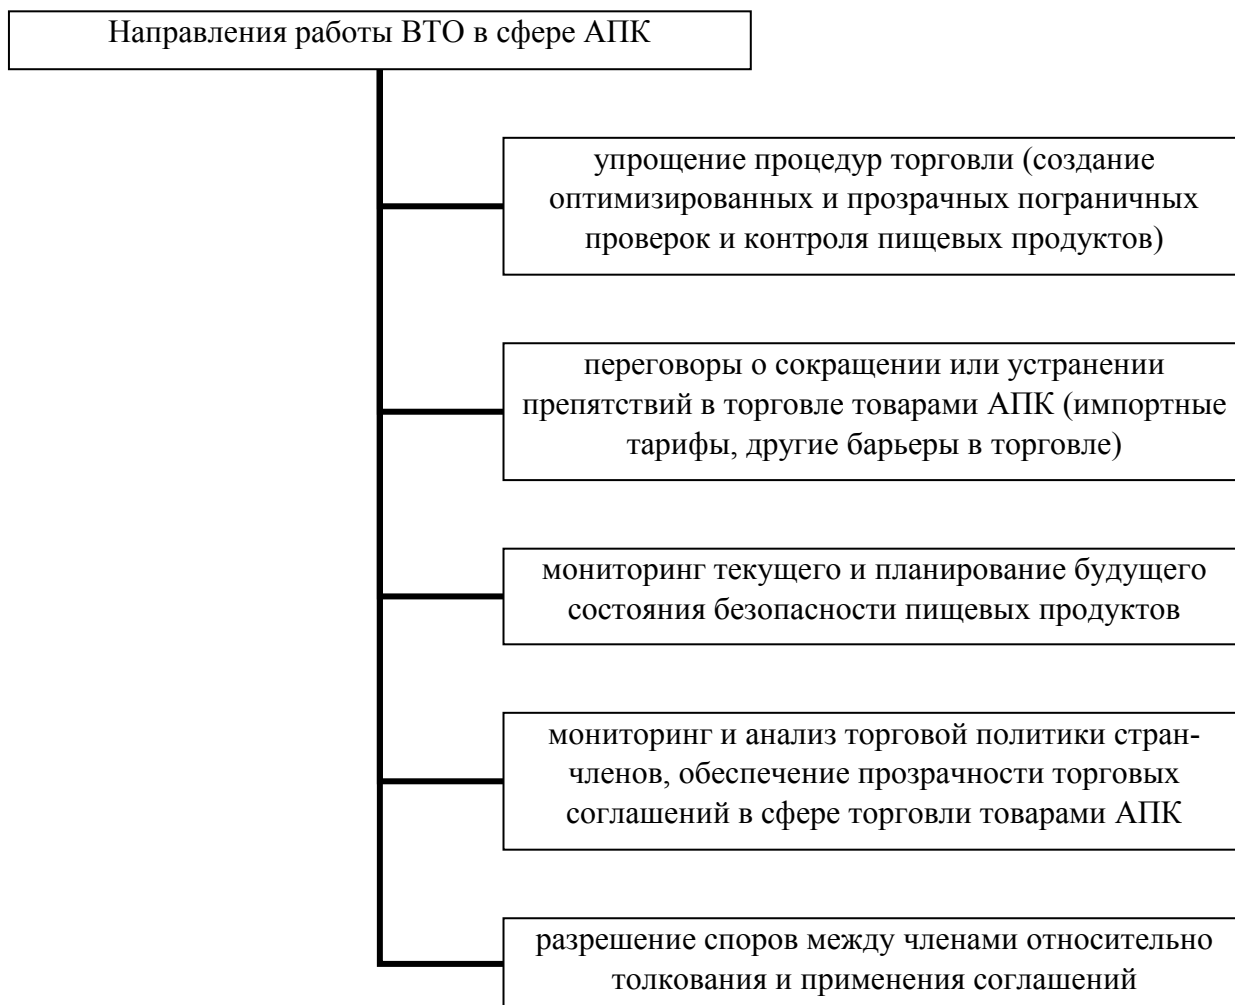 Направления работы ВТО в сфере АПК
упрощение процедур торговли (создание
оптимизированных и прозрачных пограничных
проверок и контроля пищевых продуктов)
переговоры о сокращении или устранении
препятствий в торговле товарами АПК (импортные
тарифы, другие барьеры в торговле)
мониторинг текущего и планирование будущего
состояния безопасности пищевых продуктов
мониторинг и анализ торговой политики стран-
членов, обеспечение прозрачности торговых
соглашений в сфере торговли товарами АПК
разрешение споров между членами относительно
толкования и применения соглашений